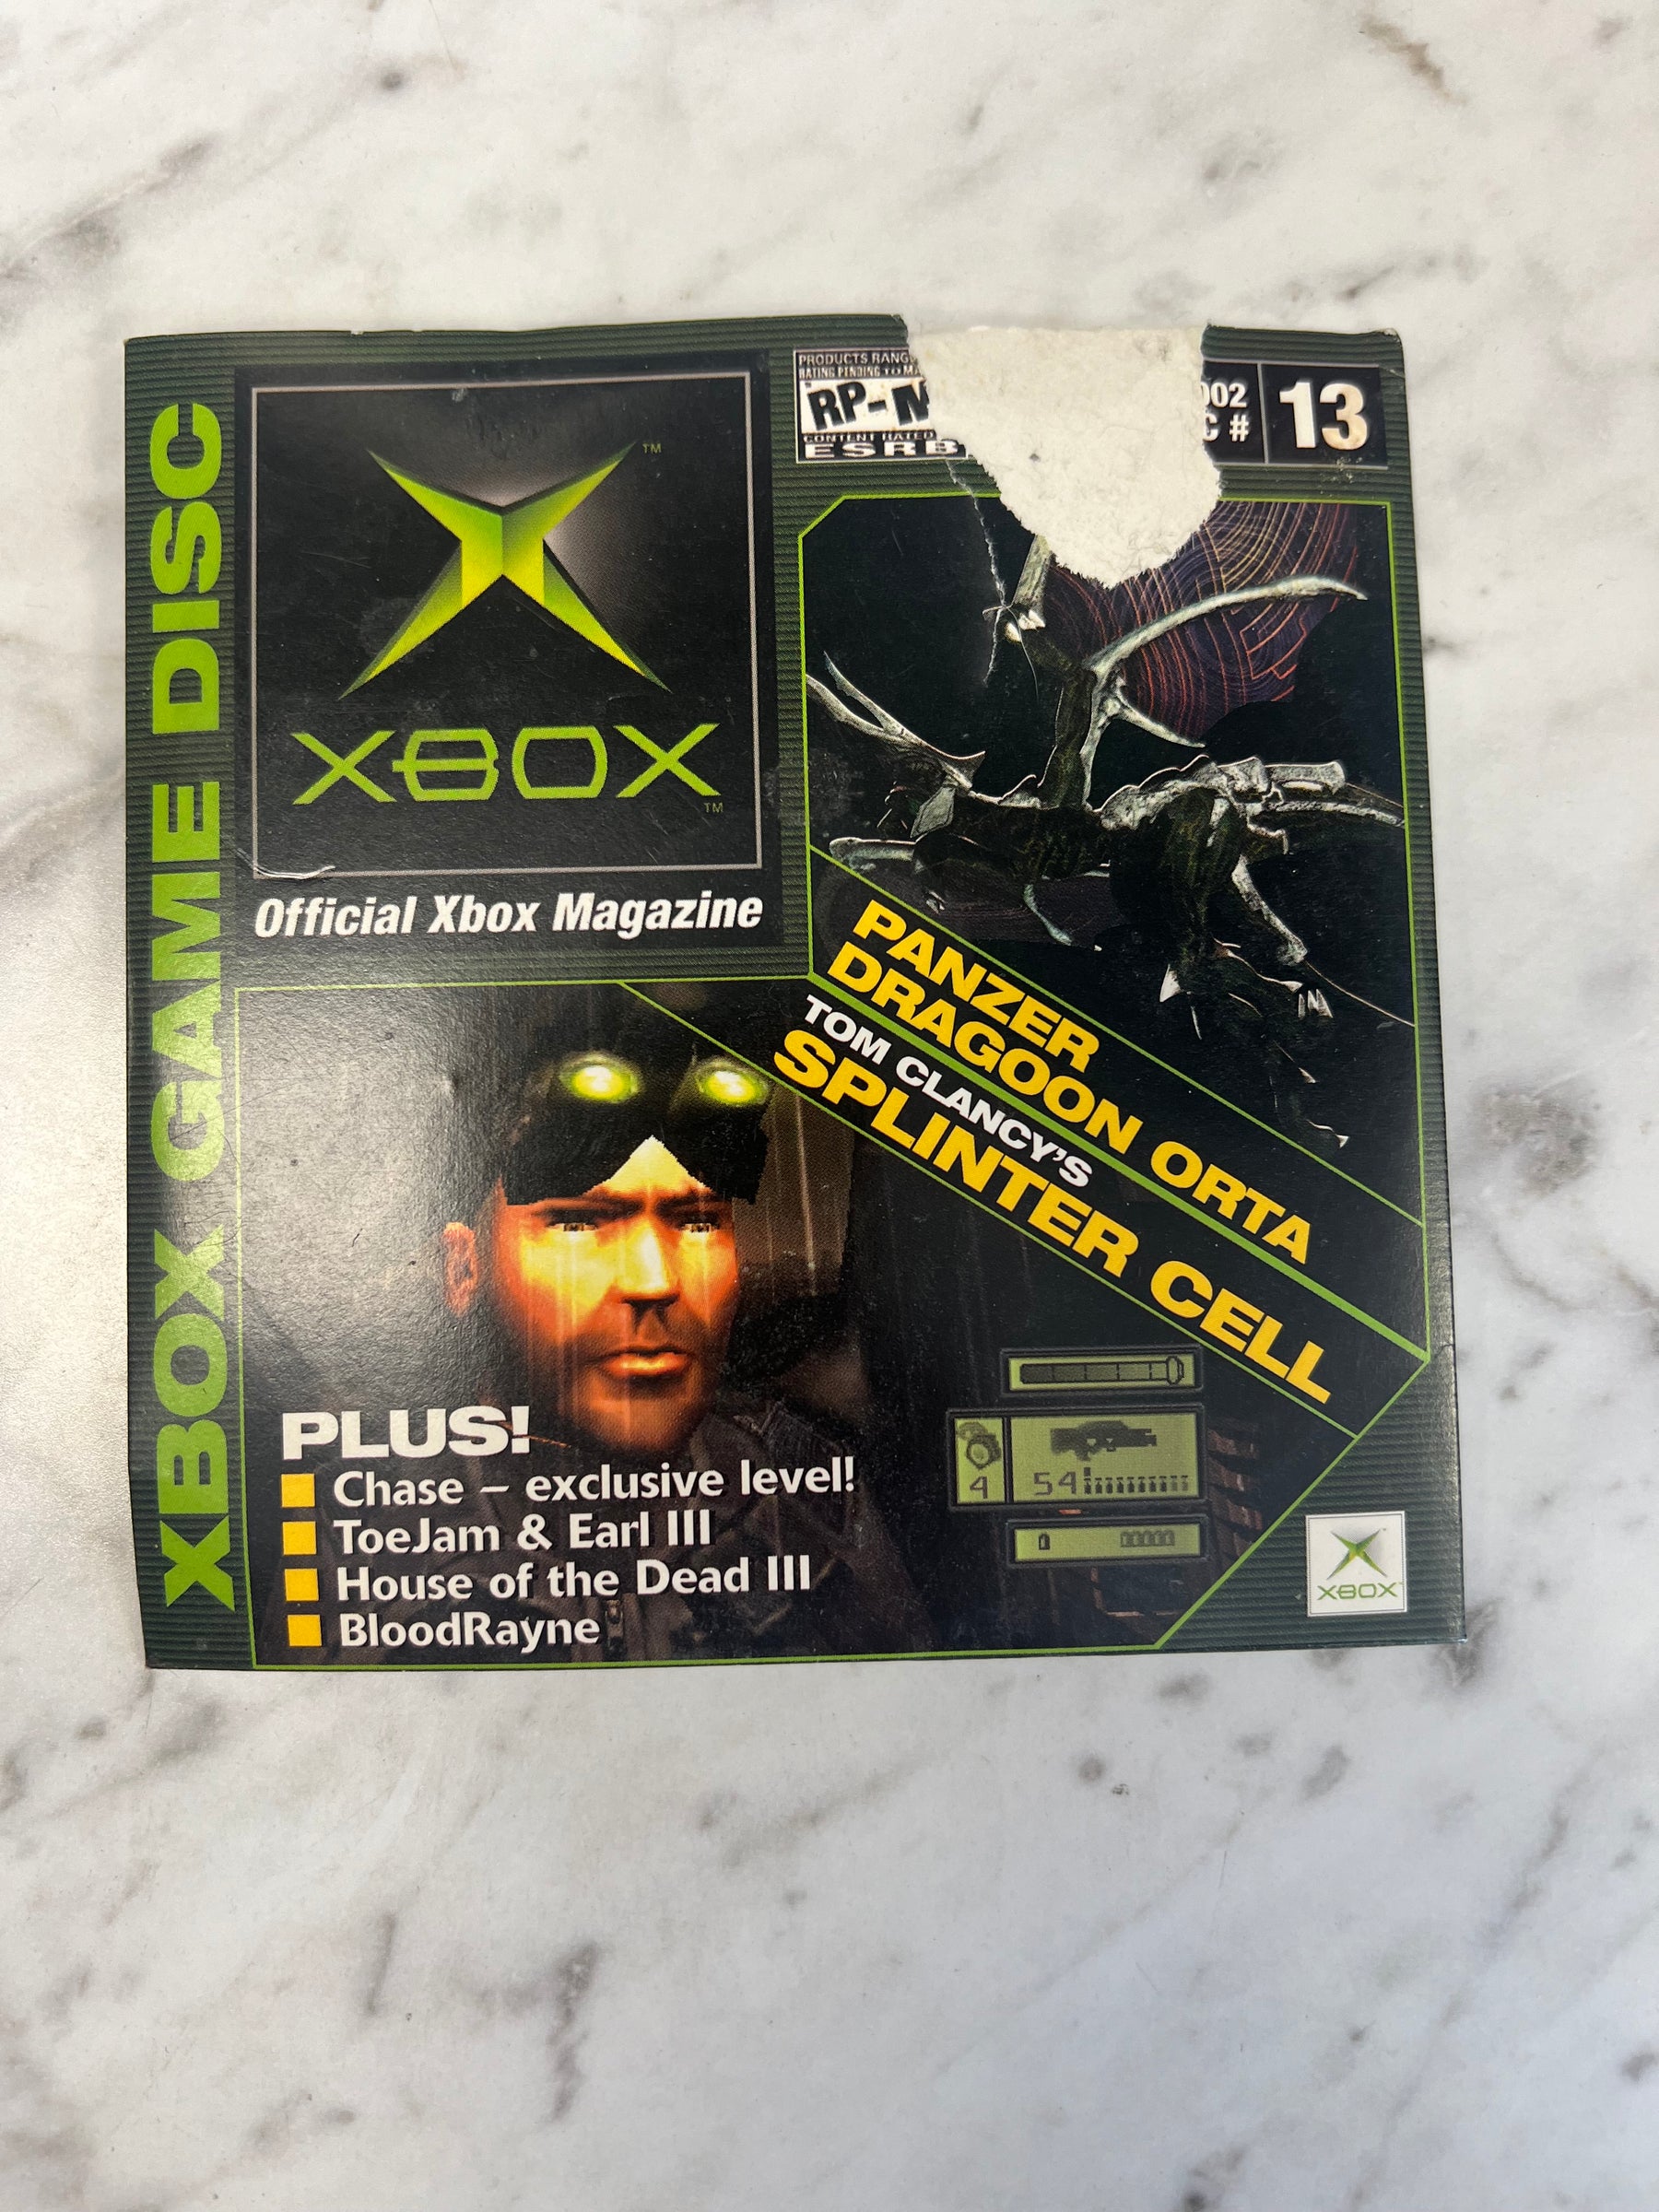 XBOX GAME DISC
XBOX
Official Xbox Magazine
PRODUCTS
RATING PENDING TO
RP-M
CONTENT RATED
ESRB
#
13
PANZER
DRAGOON ORTA
TOM CLANCY'S
SPLINTER CELL
PLUS!
Chase – exclusive level!
ToeJam & Earl III
House of the Dead III
BloodRayne
4
54
XBOX